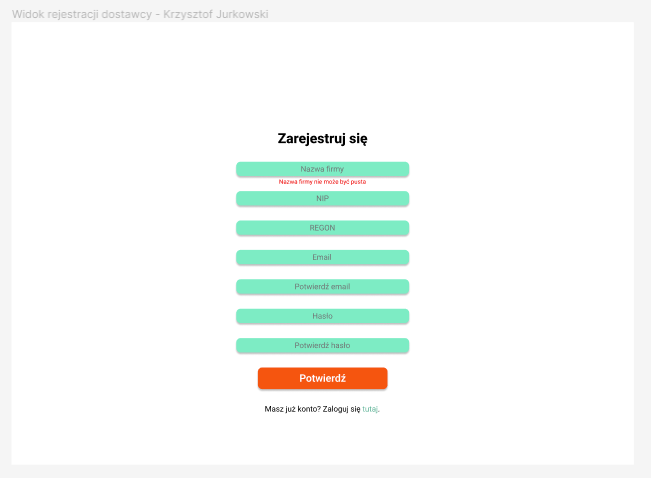 Widok rejestracji dostawcy - Krzysztof Jurkowski
Zarejestruj się
Nazwa firmy
Nazwa firmy nie może być pusta
NIP
REGON
Email
Potwierdź email
Hasło
Potwierdź hasło
Potwierdź
Masz już konto? Zaloguj się tutaj.